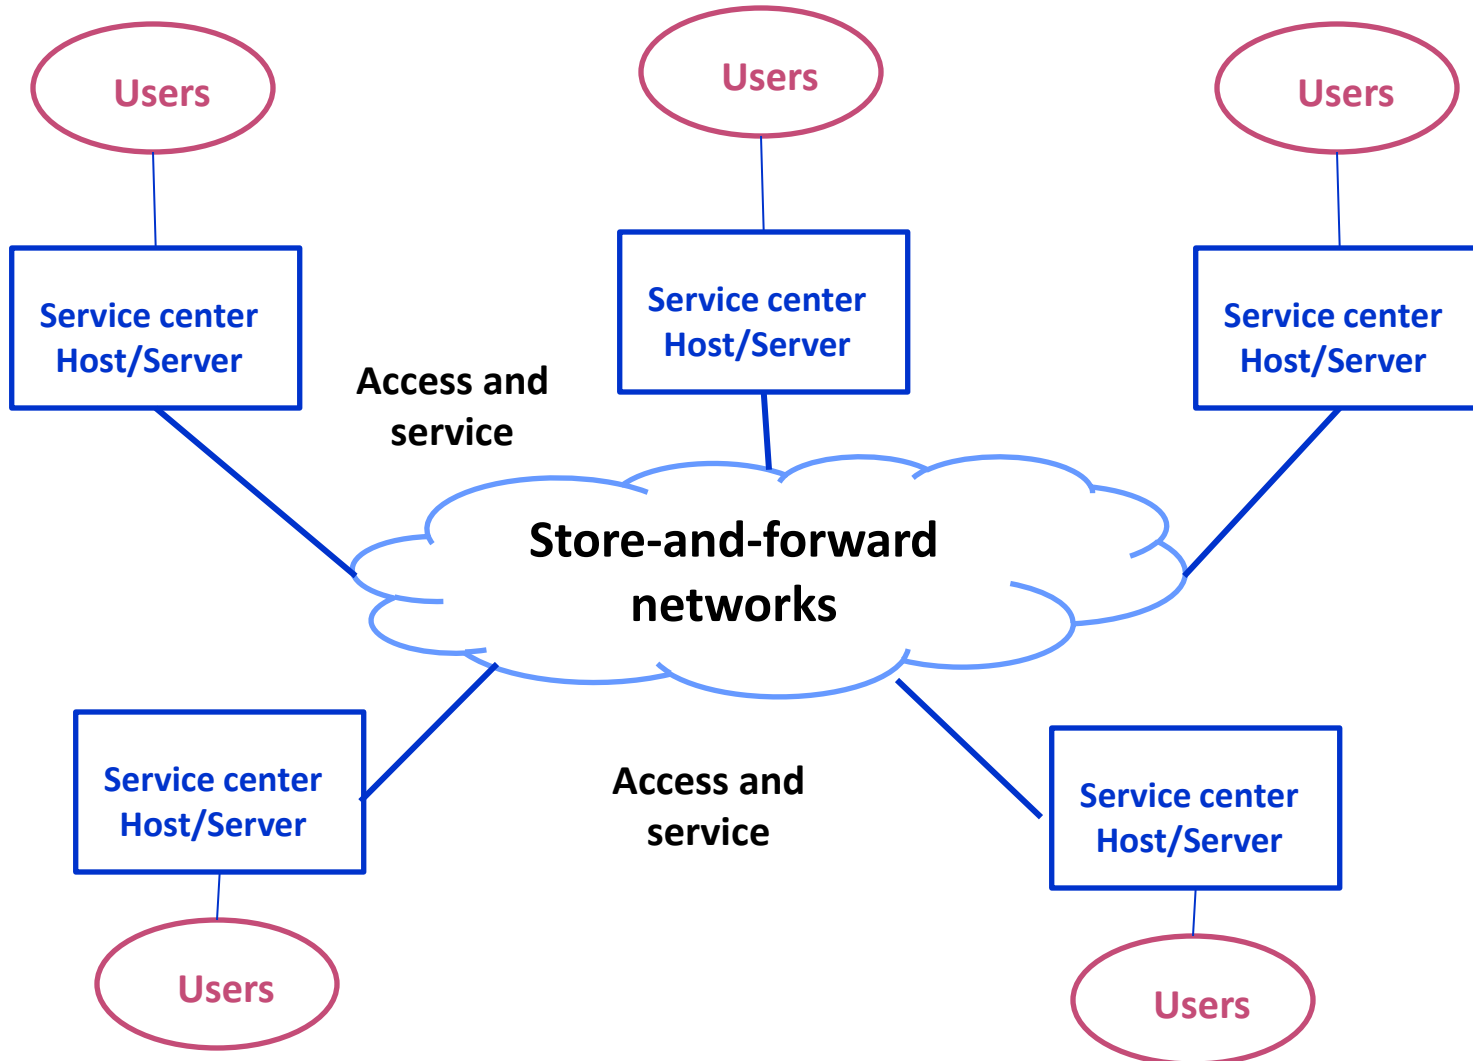 Users
Users
Users
Service center
Host/Server
Service center
Host/Server
Service center
Host/Server
Access and
service
Store-and-forward
networks
Service center
Host/Server
Access and
service
Service center
Host/Server
Users
Users